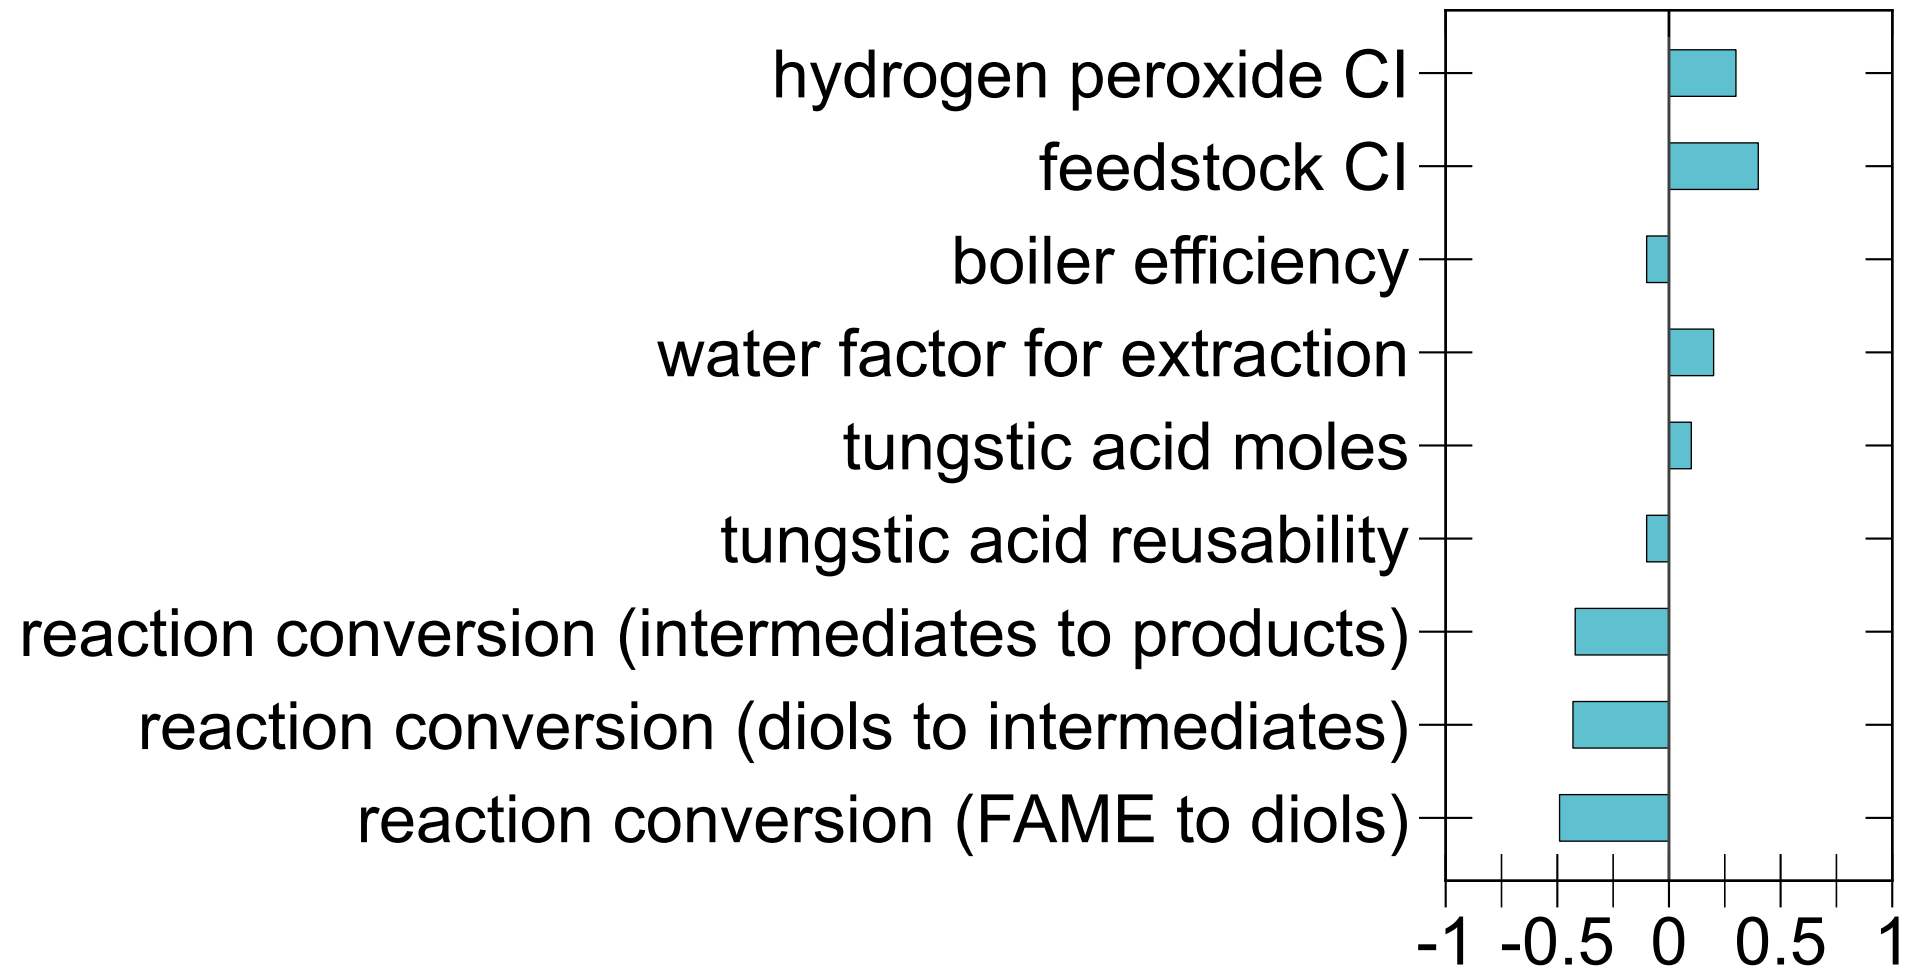 hydrogen peroxide CI
feedstock CI
boiler efficiency
water factor for extraction
tungstic acid moles
tungstic acid reusability
reaction conversion (intermediates to products)
reaction conversion (diols to intermediates)
reaction conversion (FAME to diols)
-1 -0.5 0 0.5 1